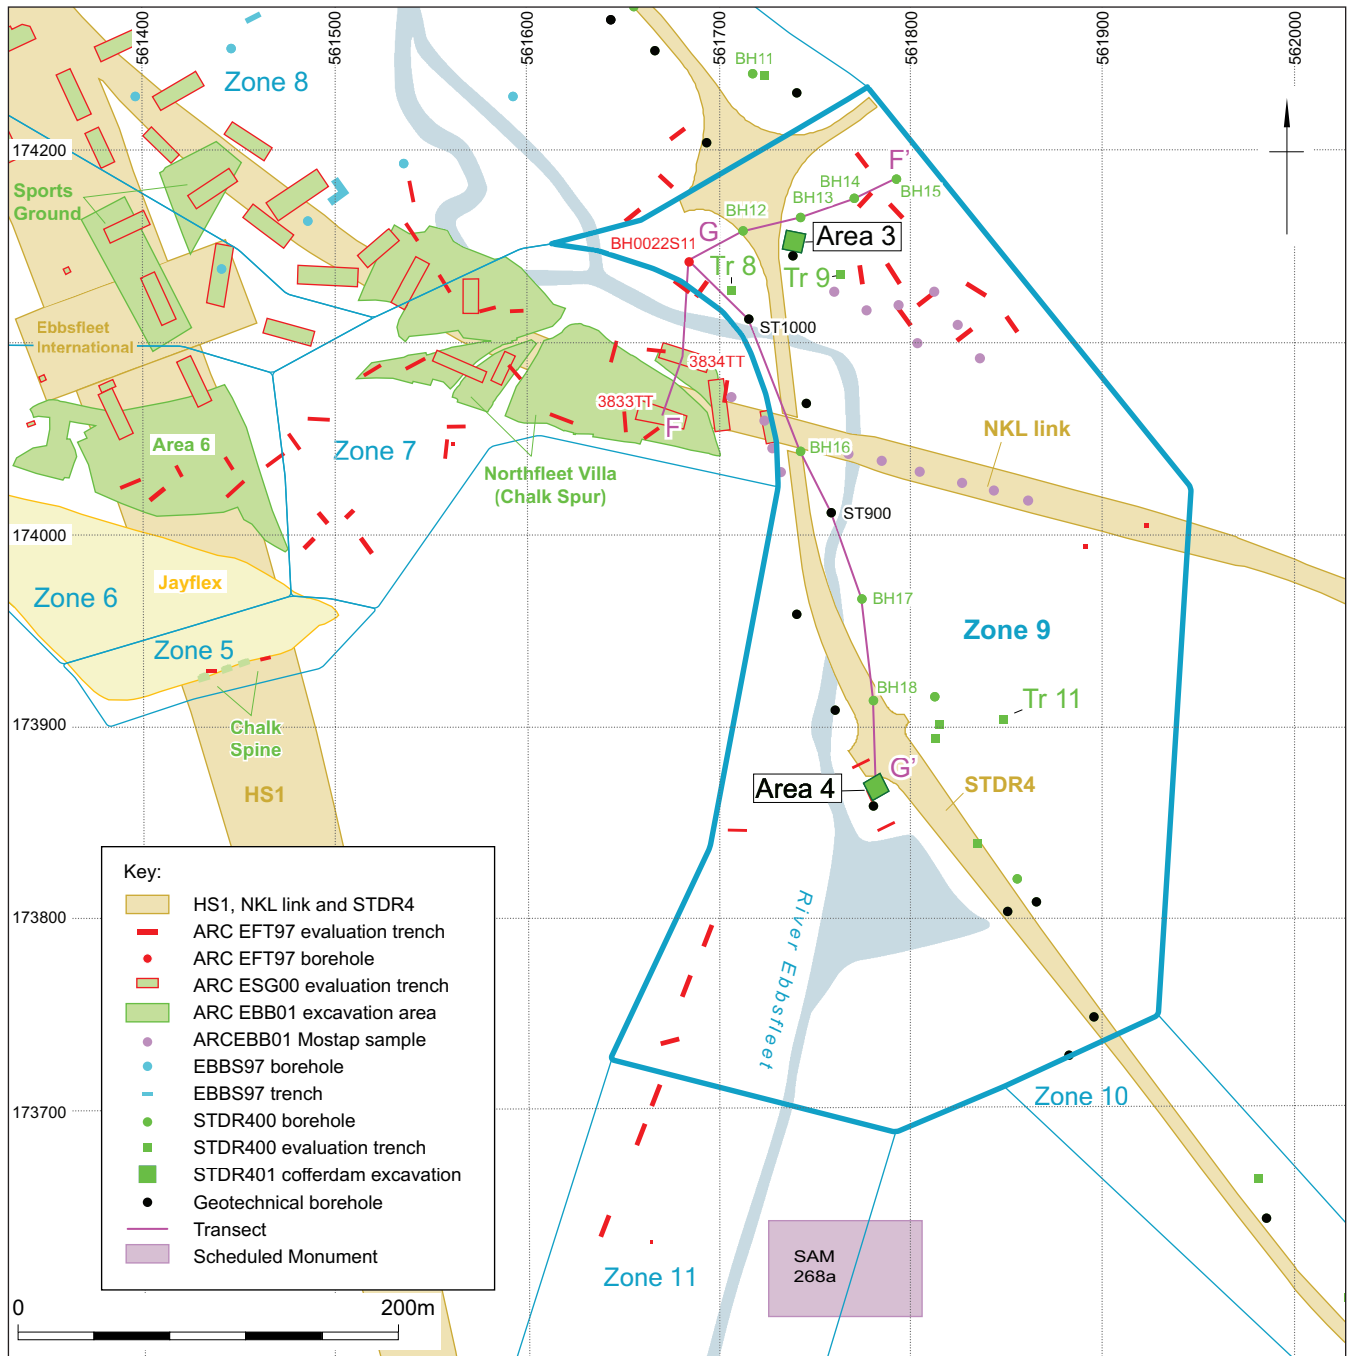 561400
561500
561600
561700
561800
561900
562000
Zone 8
BH11
174200
Sports
Ground
F'
BH14
BH15
BH13
BH12
G
Area 3
BH0022S11
Tr 8
Tr 9
Ebbsfleet
International
ST1000
3834TT
3833TT
F
NKL link
Area 6
Zone 7
BH16
Northfleet Villa
(Chalk Spur)
ST900
174000
Jayflex
Zone 6
BH17
Zone 9
Zone 5
BH18
Tr 11
Chalk
Spine
173900
G'
Area 4
STDR4
HS1
Key:
HS1, NKL link and STDR4
ARC EFT97 evaluation trench
ARC EFT97 borehole
ARC ESG00 evaluation trench
ARC EBB01 excavation area
ARCEBB01 Mostap sample
EBBS97 borehole
EBBS97 trench
STDR400 borehole
STDR400 evaluation trench
STDR401 cofferdam excavation
Geotechnical borehole
Transect
Scheduled Monument
173800
River Ebbsfleet
173700
Zone 10
Zone 11
SAM
268a
0
200m